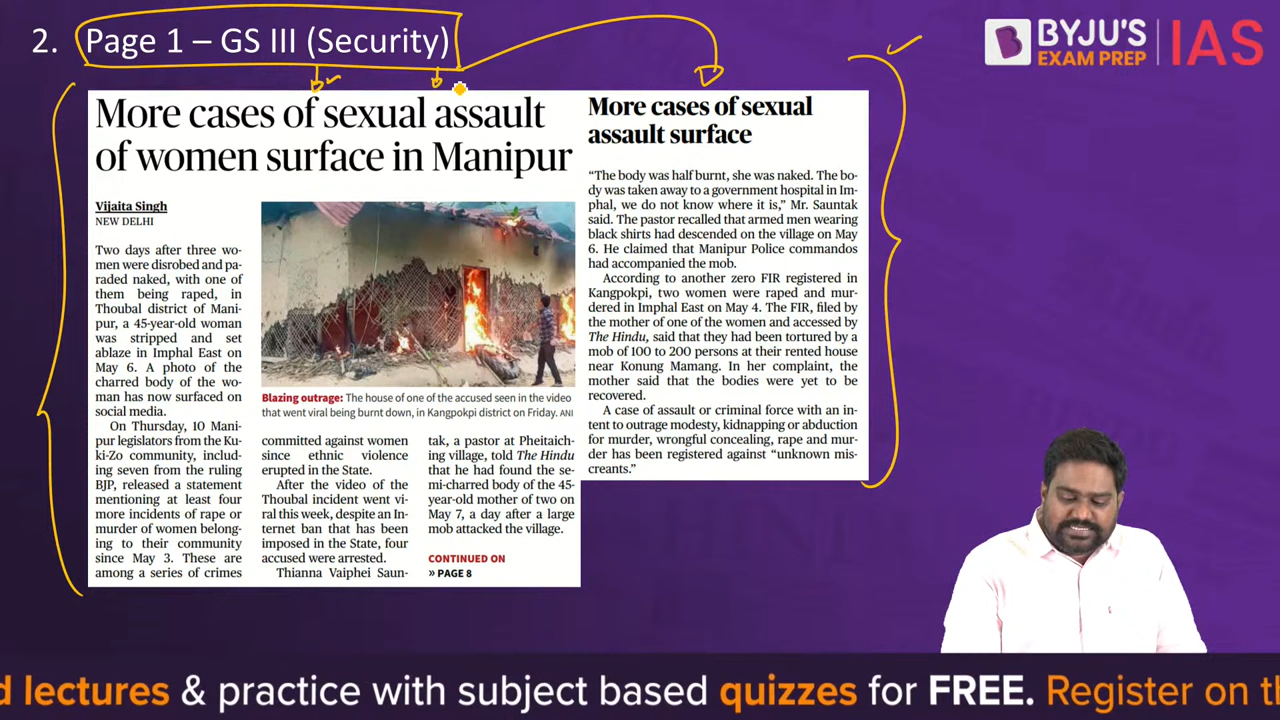 2. Page 1 – GS III (Security)
BYJU'S
EXAM PREP
IAS
More cases of sexual assault
of women surface in Manipur
Vijaita Singh
NEW DELHI
Two days after three wo-
men were disrobed and pa-
raded naked, with one of
them being raped, in
Thoubal district of Mani-
pur, a 45-year-old woman
was stripped and set
ablaze in Imphal East on
May 6. A photo of the
charred body of the wo-
man has now surfaced on
social media.
On Thursday, 10 Mani-
pur legislators from the Ku-
ki-Zo community, includ-
ing seven from the ruling
BJP, released a statement
mentioning at least four
more incidents of rape or
murder of women belong-
ing to their community
since May 3. These are
among a series of crimes
Blazing outrage: The house of one of the accused seen in the video
that went viral being burnt down, in Kangpokpi district on Friday. ANI
committed against women
since ethnic violence
erupted in the State.
After the video of the
Thoubal incident went vi-
ral this week, despite an In-
ternet ban that has been
imposed in the State, four
accused were arrested.
Thianna Vaiphei Saun-
tak, a pastor at Pheitaich-
ing village, told The Hindu
that he had found the se-
mi-charred body of the 45-
year-old mother of two on
May 7, a day after a large
mob attacked the village.
CONTINUED ON
» PAGE 8
More cases of sexual
assault surface
“The body was half burnt, she was naked. The bo-
dy was taken away to a government hospital in Im-
phal, we do not know where it is,” Mr. Sauntak
said. The pastor recalled that armed men wearing
black shirts had descended on the village on May
6. He claimed that Manipur Police commandos
had accompanied the mob.
According to another zero FIR registered in
Kangpokpi, two women were raped and mur-
dered in Imphal East on May 4. The FIR, filed by
the mother of one of the women and accessed by
The Hindu, said that they had been tortured by a
mob of 100 to 200 persons at their rented house
near Konung Mamang. In her complaint, the
mother said that the bodies were yet to be
recovered.
A case of assault or criminal force with an in-
tent to outrage modesty, kidnapping or abduction
for murder, wrongful concealing, rape and mur-
der has been registered against “unknown mis-
creants.”
d lectures & practice with subject based quizzes for FREE. Register on t